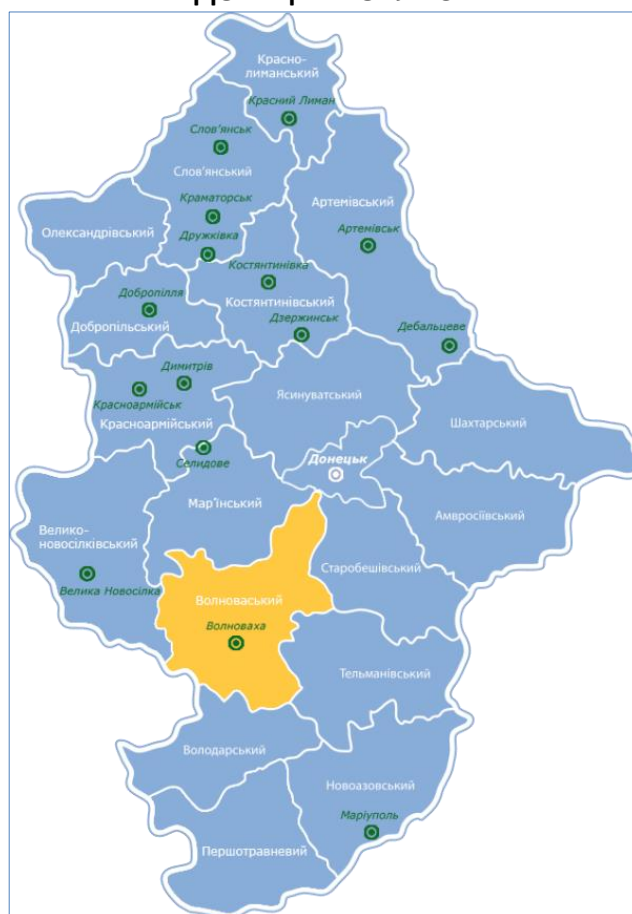 Красно-
лиманський
Красний Лиман
Слов'янськ
Слов'янський
Краматорськ
Артемівський
Олександрівський
Дружківка
Артемівськ
Костянтинівка
Добропілля
Костянтинівський
Добропільський
Дзержинськ
Дебальцеве
Димитрів
Ясинуватський
Красноармійськ
Красноармійський
Шахтарський
Селидове
Донецьк
Мар'їнський
Амвросіївський
Велико-
новосілківський
Старобешівський
Велика Новосілка
Волноваський
Волноваха
Тельманівський
Володарський
Новоазовський
Маріуполь
Першотравневий